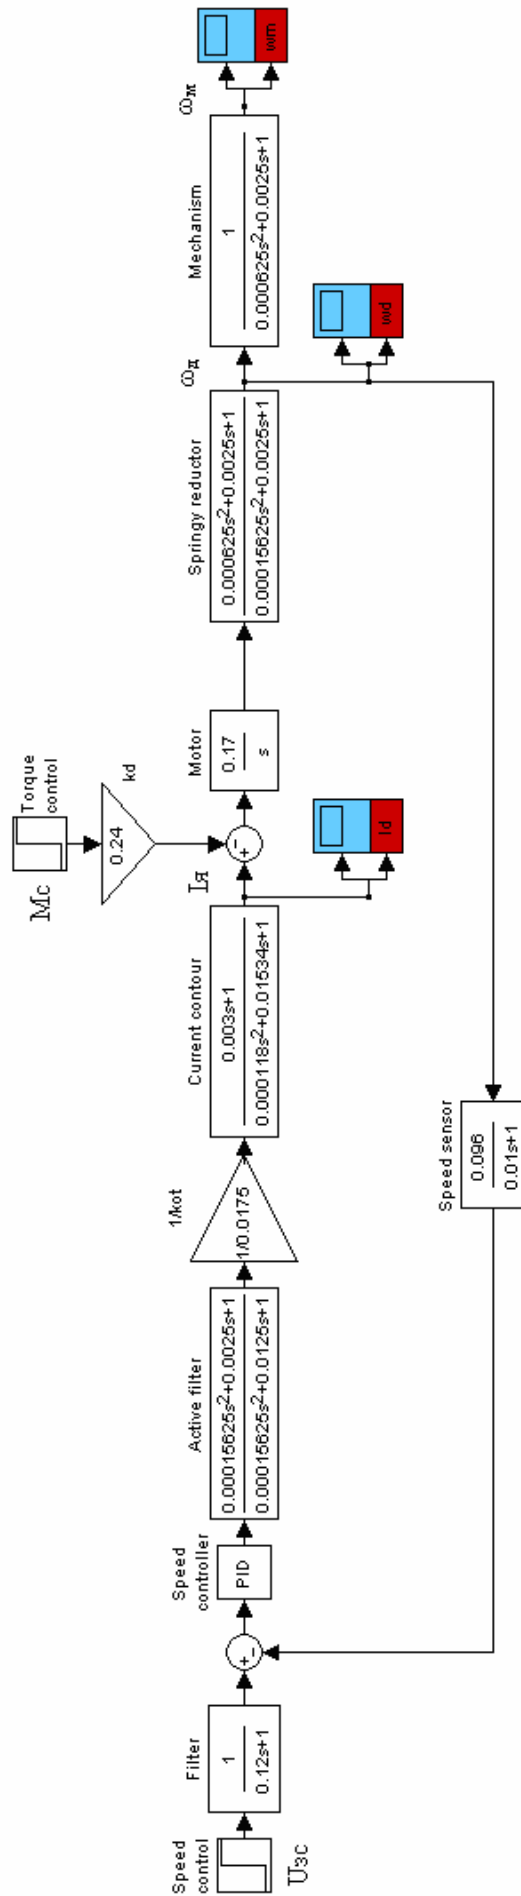 Speed
control
U3C
Filter
1
0.12s+1
Speed
controller
PID
Active filter
0.00015625s²+0.0025s+1
0.00015625s²+0.0125s+1
1/kot
1/0.0175
Current contour
0.003s+1
0.000118s²+0.01534s+1
Iя
Id
Mc
Torque
control
0.24
kd
Motor
0.17
s
Springy reductor
0.000625s²+0.0025s+1
0.00015625s²+0.0025s+1
ωд
wd
Mechanism
1
0.000625s²+0.0025s+1
ωм
wm
Speed sensor
0.096
0.01s+1